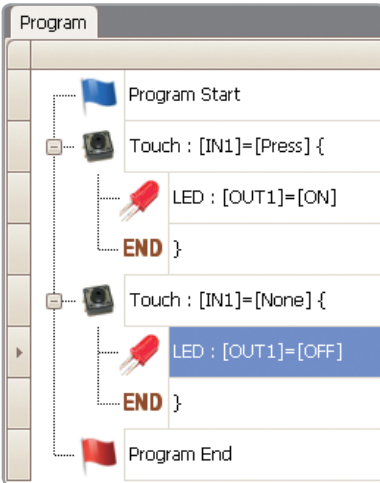 Program
Program Start
Touch : [IN1]=[Press] {
LED : [OUT1]=[ON]
END }
Touch : [IN1]=[None] {
LED : [OUT1]=[OFF]
END }
Program End